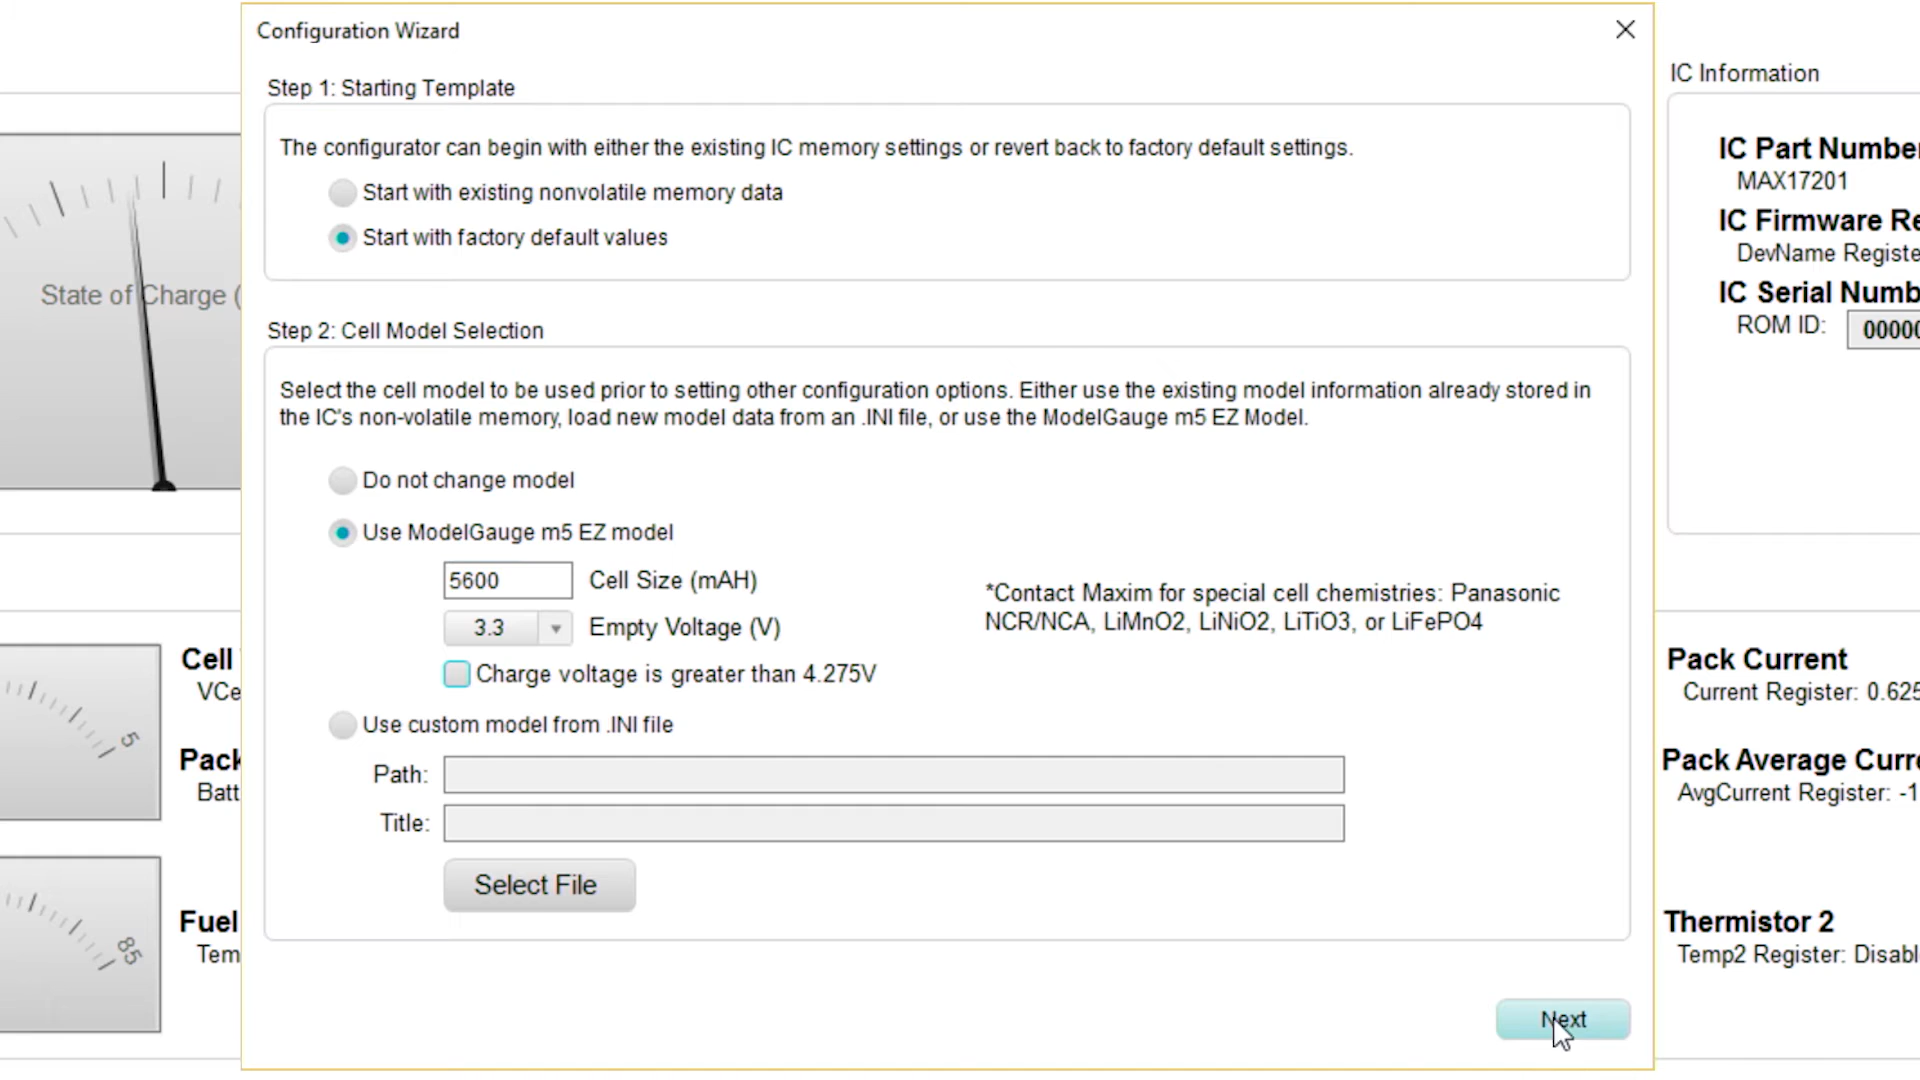 Configuration Wizard
Step 1: Starting Template
The configurator can begin with either the existing IC memory settings or revert back to factory default settings.
Start with existing nonvolatile memory data
Start with factory default values
Step 2: Cell Model Selection
Select the cell model to be used prior to setting other configuration options. Either use the existing model information already stored in
the IC's non-volatile memory, load new model data from an .INI file, or use the ModelGauge m5 EZ Model.
Do not change model
Use ModelGauge m5 EZ model
5600 Cell Size (mAH)
3.3 Empty Voltage (V)
Charge voltage is greater than 4.275V
*Contact Maxim for special cell chemistries: Panasonic
NCR/NCA, LiMnO2, LiNiO2, LiTiO3, or LiFePO4
Use custom model from .INI file
Path:
Title:
Select File
Next
State of Charge (
5
85
Cell
VCe
Pack
Batt
Fuel
Tem
IC Information
IC Part Number
MAX17201
IC Firmware Re
DevName Registe
IC Serial Numb
ROM ID: 0000
Pack Current
Current Register: 0.625
Pack Average Curre
AvgCurrent Register: -1
Thermistor 2
Temp2 Register: Disabl